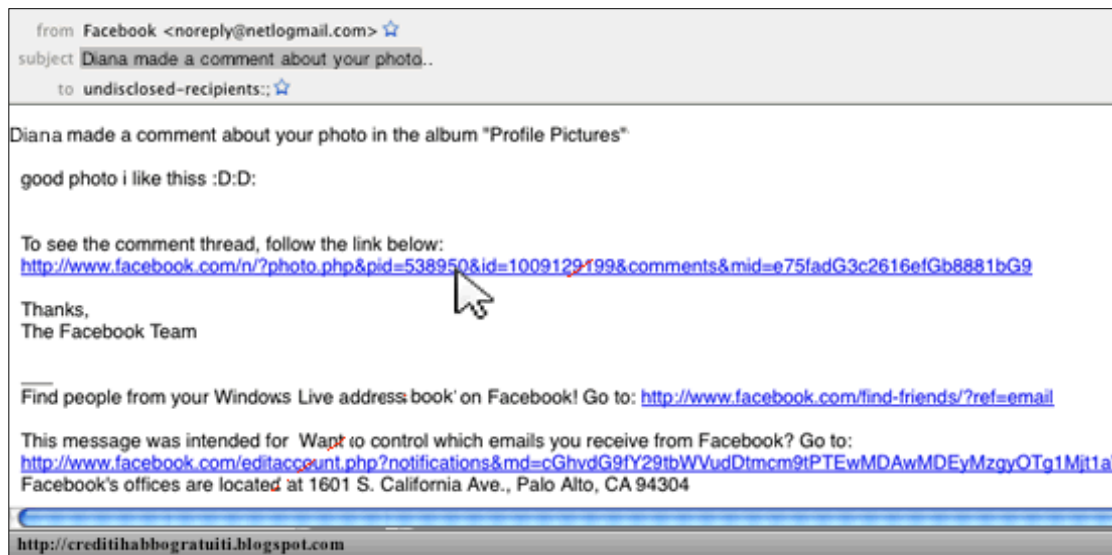 from Facebook <noreply@netlogmail.com>
subject Diana made a comment about your photo..
to undisclosed-recipients:;
Diana made a comment about your photo in the album "Profile Pictures"
good photo i like thiss :D:D:
To see the comment thread, follow the link below:
http://www.facebook.com/n/?photo.php&pid=538950&id=1009129199&comments&mid=e75fadG3c2616efGb8881bG9
Thanks,
The Facebook Team
Find people from your Windows Live address book' on Facebook! Go to: http://www.facebook.com/find-friends/?ref=email
This message was intended for Want to control which emails you receive from Facebook? Go to:
http://www.facebook.com/editaccount.php?notifications&md=cGhvdG9fY29tbWVudDtmcm9tPTEwMDAwMDEyMzgyOTg1Mjt1a
Facebook's offices are located at 1601 S. California Ave., Palo Alto, CA 94304
http://creditihabbogratuiti.blogspot.com